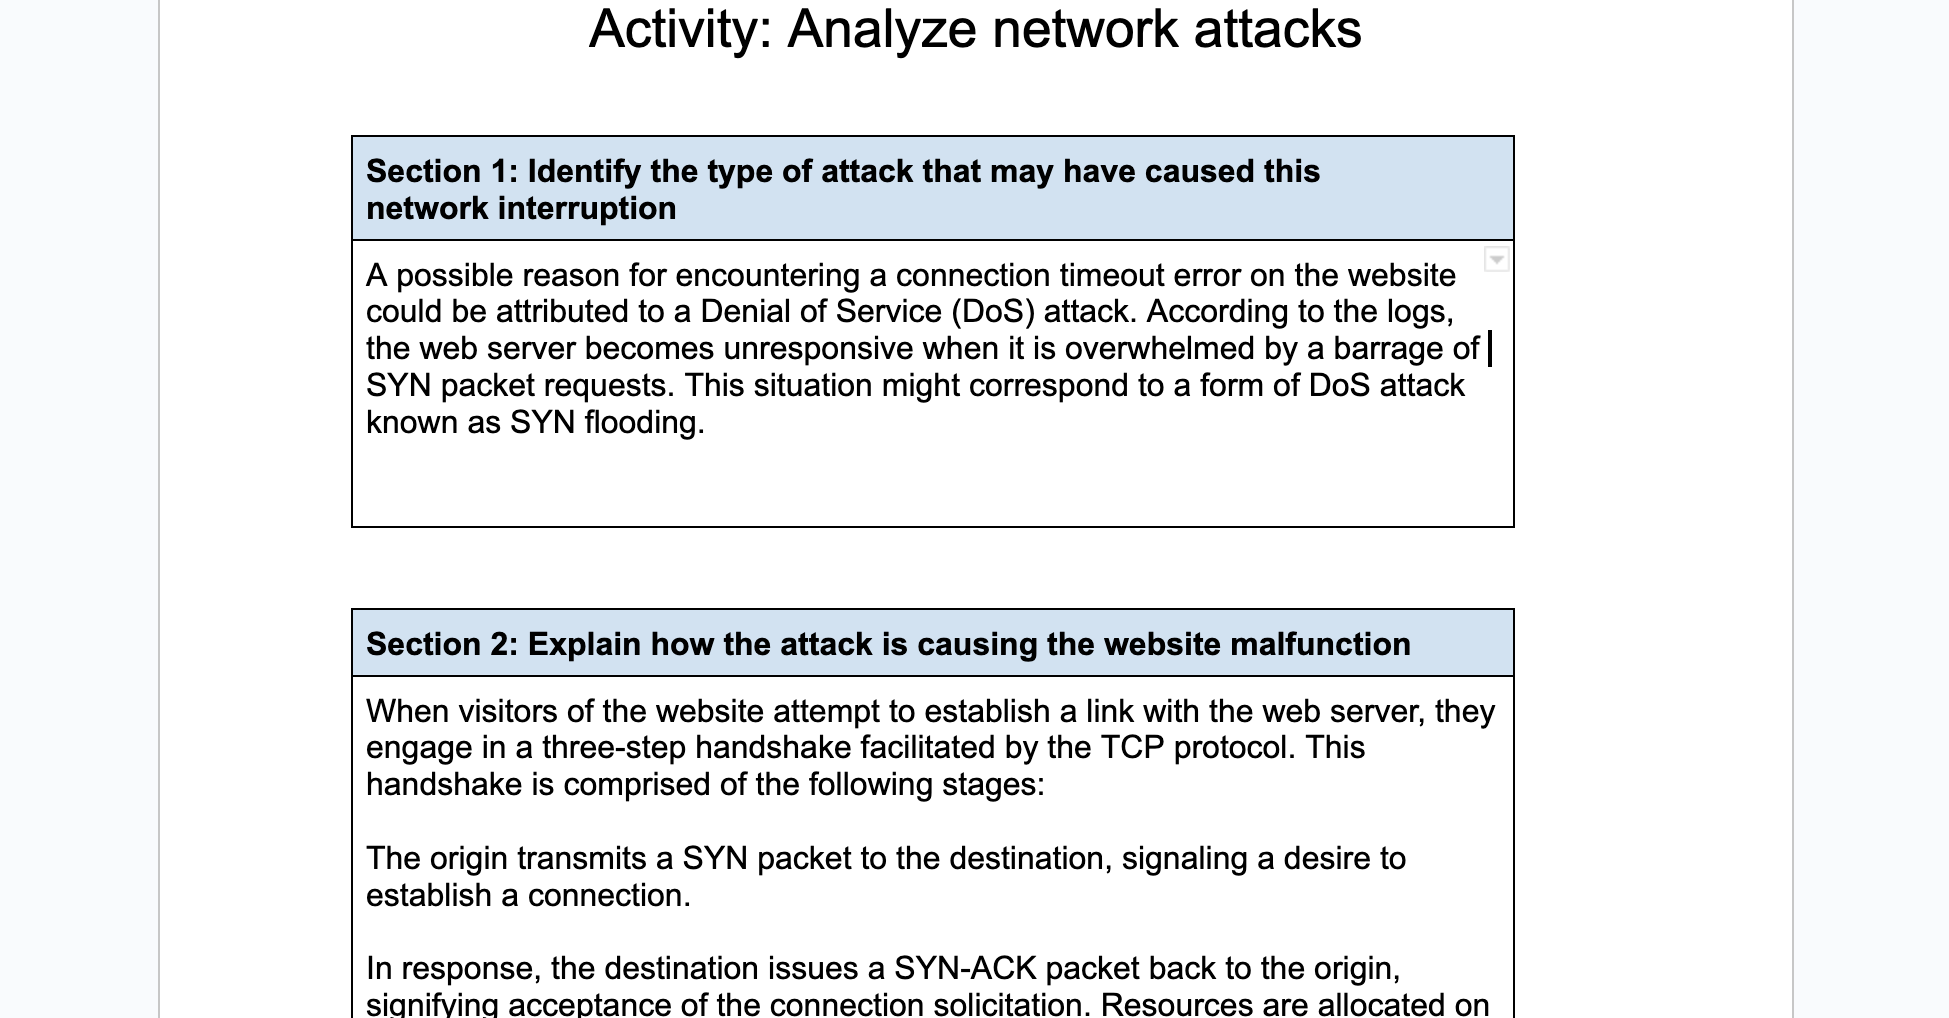 Activity: Analyze network attacks
Section 1: Identify the type of attack that may have caused this
network interruption
A possible reason for encountering a connection timeout error on the website
could be attributed to a Denial of Service (DoS) attack. According to the logs,
the web server becomes unresponsive when it is overwhelmed by a barrage of
SYN packet requests. This situation might correspond to a form of DoS attack
known as SYN flooding.
Section 2: Explain how the attack is causing the website malfunction
When visitors of the website attempt to establish a link with the web server, they
engage in a three-step handshake facilitated by the TCP protocol. This
handshake is comprised of the following stages:
The origin transmits a SYN packet to the destination, signaling a desire to
establish a connection.
In response, the destination issues a SYN-ACK packet back to the origin,
signifying acceptance of the connection solicitation. Resources are allocated on